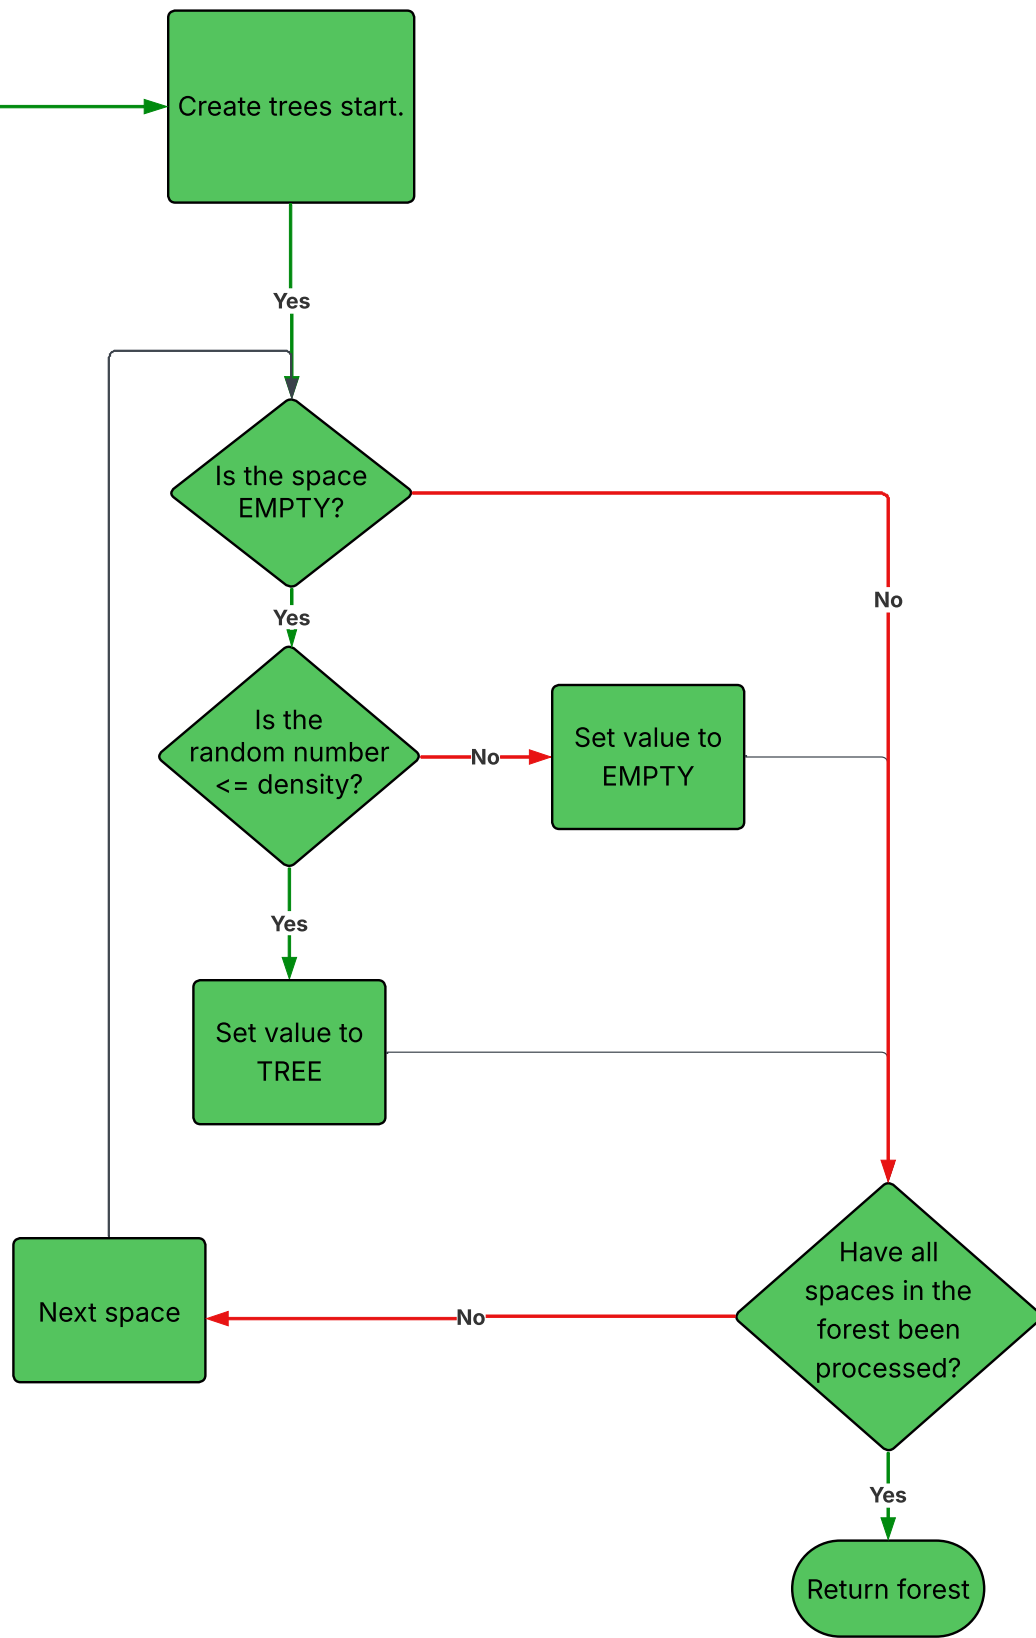 Create trees start.
Yes
Is the space
EMPTY?
No
Yes
Is the
random number
<= density?
No
Set value to
EMPTY
Yes
Set value to
TREE
Have all
spaces in the
forest been
processed?
No
Next space
Yes
Return forest